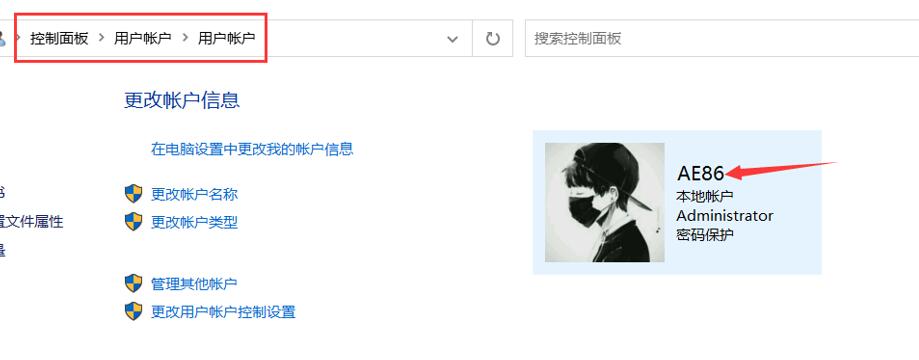 控制面板 > 用户帐户 > 用户帐户
搜索控制面板
更改帐户信息
在电脑设置中更改我的帐户信息
更改帐户名称
更改帐户类型
置文件属性
管理其他帐户
更改用户帐户控制设置
AE86
本地帐户
Administrator
密码保护